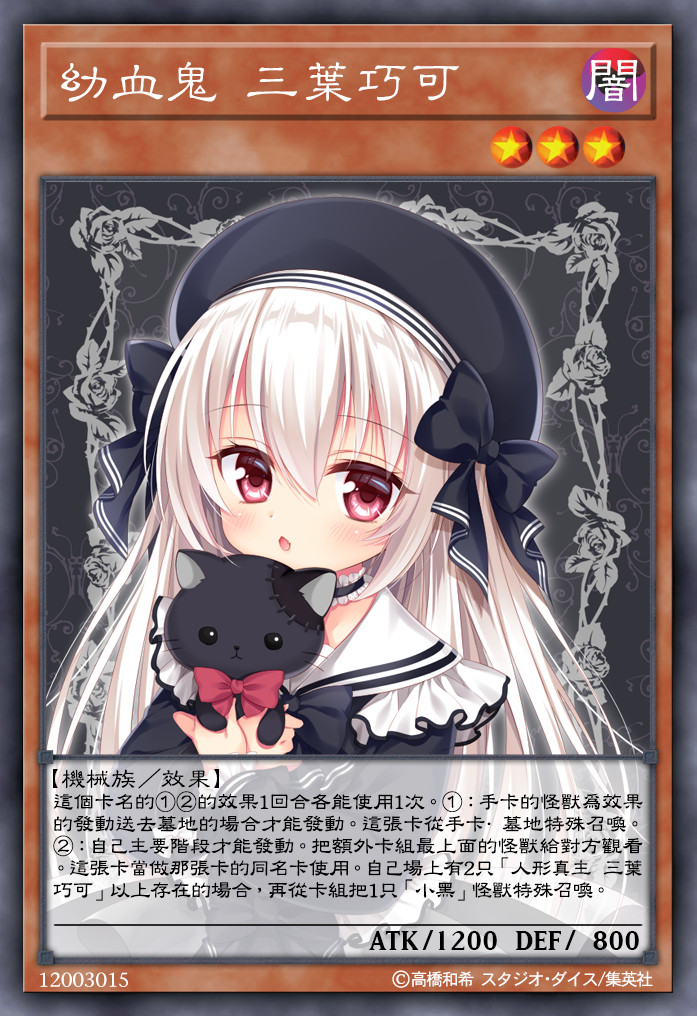 幼血鬼 三葉巧可
闇
【機械族／效果】
這個卡名的①②的效果1回合各能使用1次。①：手卡的怪獸為效果
的發動送去墓地的場合才能發動。這張卡從手卡·墓地特殊召喚。
②：自己主要階段才能發動。把額外卡組最上面的怪獸給對方觀看
。這張卡當做那張卡的同名卡使用。自己場上有2只「人形真主 三葉
巧可」以上存在的場合，再從卡組把1只「小黑」怪獸特殊召喚。
ATK/1200 DEF/ 800
12003015 ©高橋和希 スタジオ・ダイス/集英社